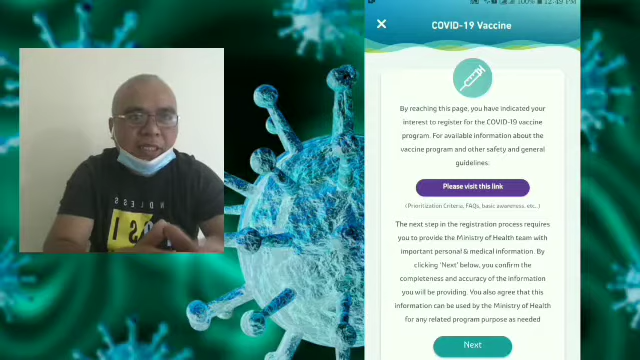 100% 12:49 PM
COVID-19 Vaccine
By reaching this page, you have indicated your
interest to register for the COVID-19 vaccine
program. For available information about the
vaccine program and other safety and general
guidelines:
Please visit this link
(Prioritization Criteria, FAQs, basic awareness, etc..)
The next step in the registration process requires
you to provide the Ministry of Health team with
important personal & medical information. By
clicking 'Next' below, you confirm the
completeness and accuracy of the information
you will be providing. You also agree that this
information can be used by the Ministry of Health
for any related program purpose as needed
Next